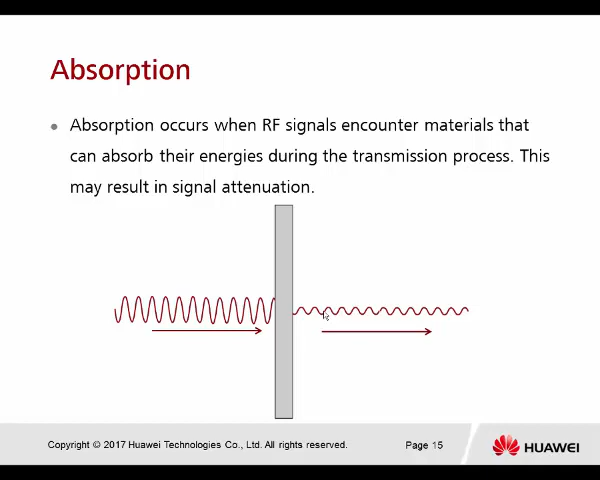 Absorption
Absorption occurs when RF signals encounter materials that
can absorb their energies during the transmission process. This
may result in signal attenuation.
Copyright © 2017 Huawei Technologies Co., Ltd. All rights reserved.
Page 15
HUAWEI